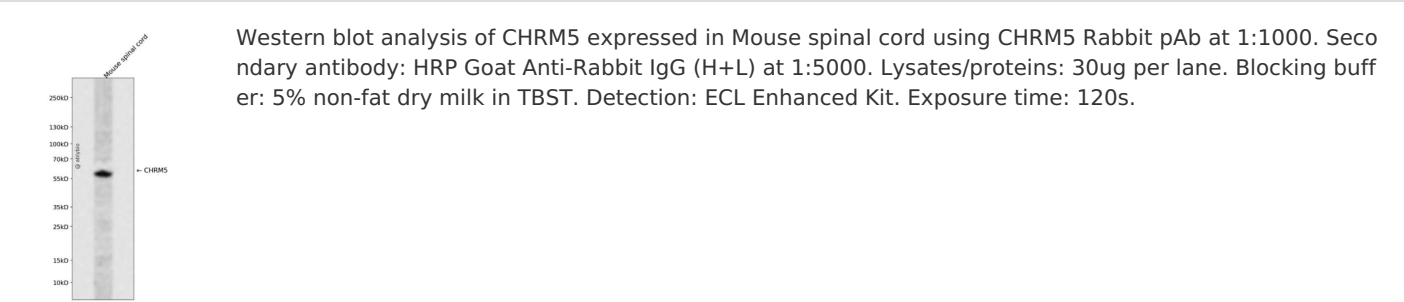 Mouse spinal cord
Western blot analysis of CHRM5 expressed in Mouse spinal cord using CHRM5 Rabbit pAb at 1:1000. Seco
ndary antibody: HRP Goat Anti-Rabbit IgG (H+L) at 1:5000. Lysates/proteins: 30ug per lane. Blocking buff
er: 5% non-fat dry milk in TBST. Detection: ECL Enhanced Kit. Exposure time: 120s.
250kD
130kD
100kD
70kD
← CHRM5
55kD
35kD
25kD
15kD
10kD